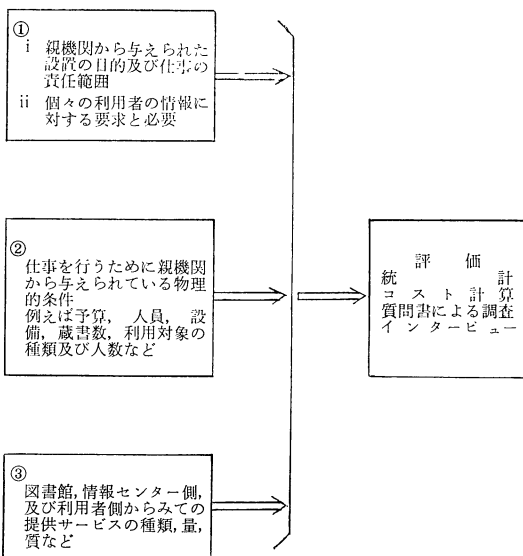 ①
i 親機関から与えられた
設置の目的及び仕事の
責任範囲
ii 個々の利用者の情報に
対する要求と必要
②
仕事を行うために親機関
から与えられている物理
的条件
例えば予算, 人員, 設
備, 蔵書数, 利用対象の
種類及び人数など
③
図書館, 情報センター側,
及び利用者側からみての
提供サービスの種類, 量,
質など
評価
統計
コスト計算
質問書による調査
インタービュー